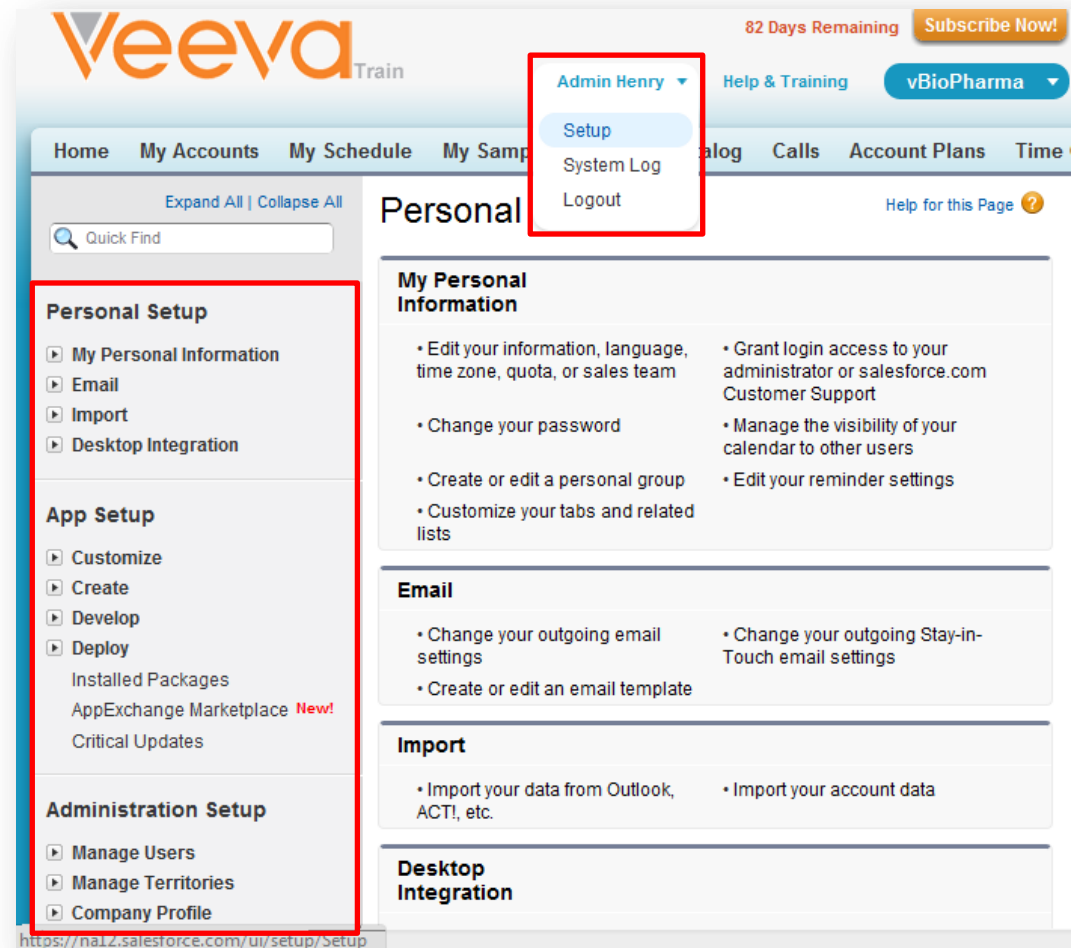 Veeva Train
82 Days Remaining Subscribe Now!
Admin Henry Help & Training vBioPharma
Setup
System Log
Logout
Home My Accounts My Schedule My Samp alog Calls Account Plans Time
Expand All | Collapse All
Quick Find
Personal Setup
My Personal Information
Email
Import
Desktop Integration
App Setup
Customize
Create
Develop
Deploy
Installed Packages
AppExchange Marketplace New!
Critical Updates
Administration Setup
Manage Users
Manage Territories
Company Profile
https://na12.salesforce.com/ui/setup/Setup
Personal
Help for this Page ?
My Personal
Information
• Edit your information, language,
time zone, quota, or sales team
• Grant login access to your
administrator or salesforce.com
Customer Support
• Change your password
• Manage the visibility of your
calendar to other users
• Create or edit a personal group
• Edit your reminder settings
• Customize your tabs and related
lists
Email
• Change your outgoing email
settings
• Change your outgoing Stay-in-
Touch email settings
• Create or edit an email template
Import
• Import your data from Outlook,
ACT!, etc.
• Import your account data
Desktop
Integration